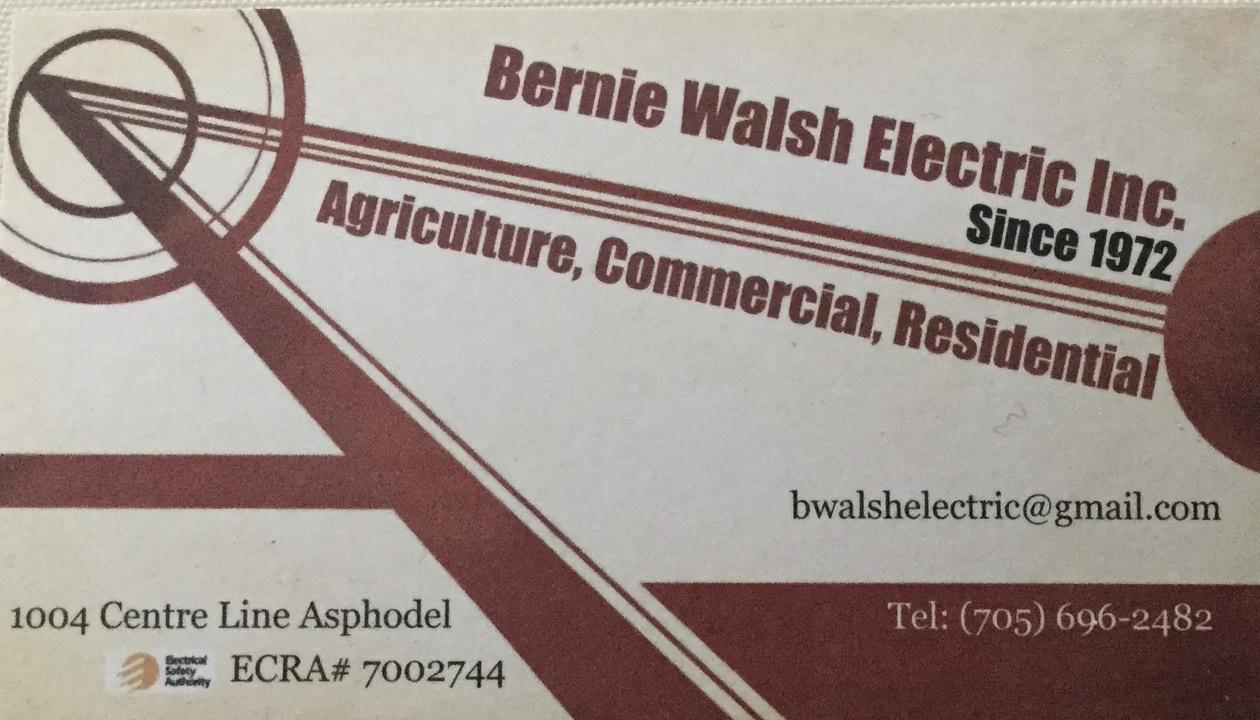 Bernie Walsh Electric Inc.
Since 1972
Agriculture, Commercial, Residential
bwalshelectric@gmail.com
Tel: (705) 696-2482
1004 Centre Line Asphodel
Electrical
Safety
Authority
ECRA# 7002744